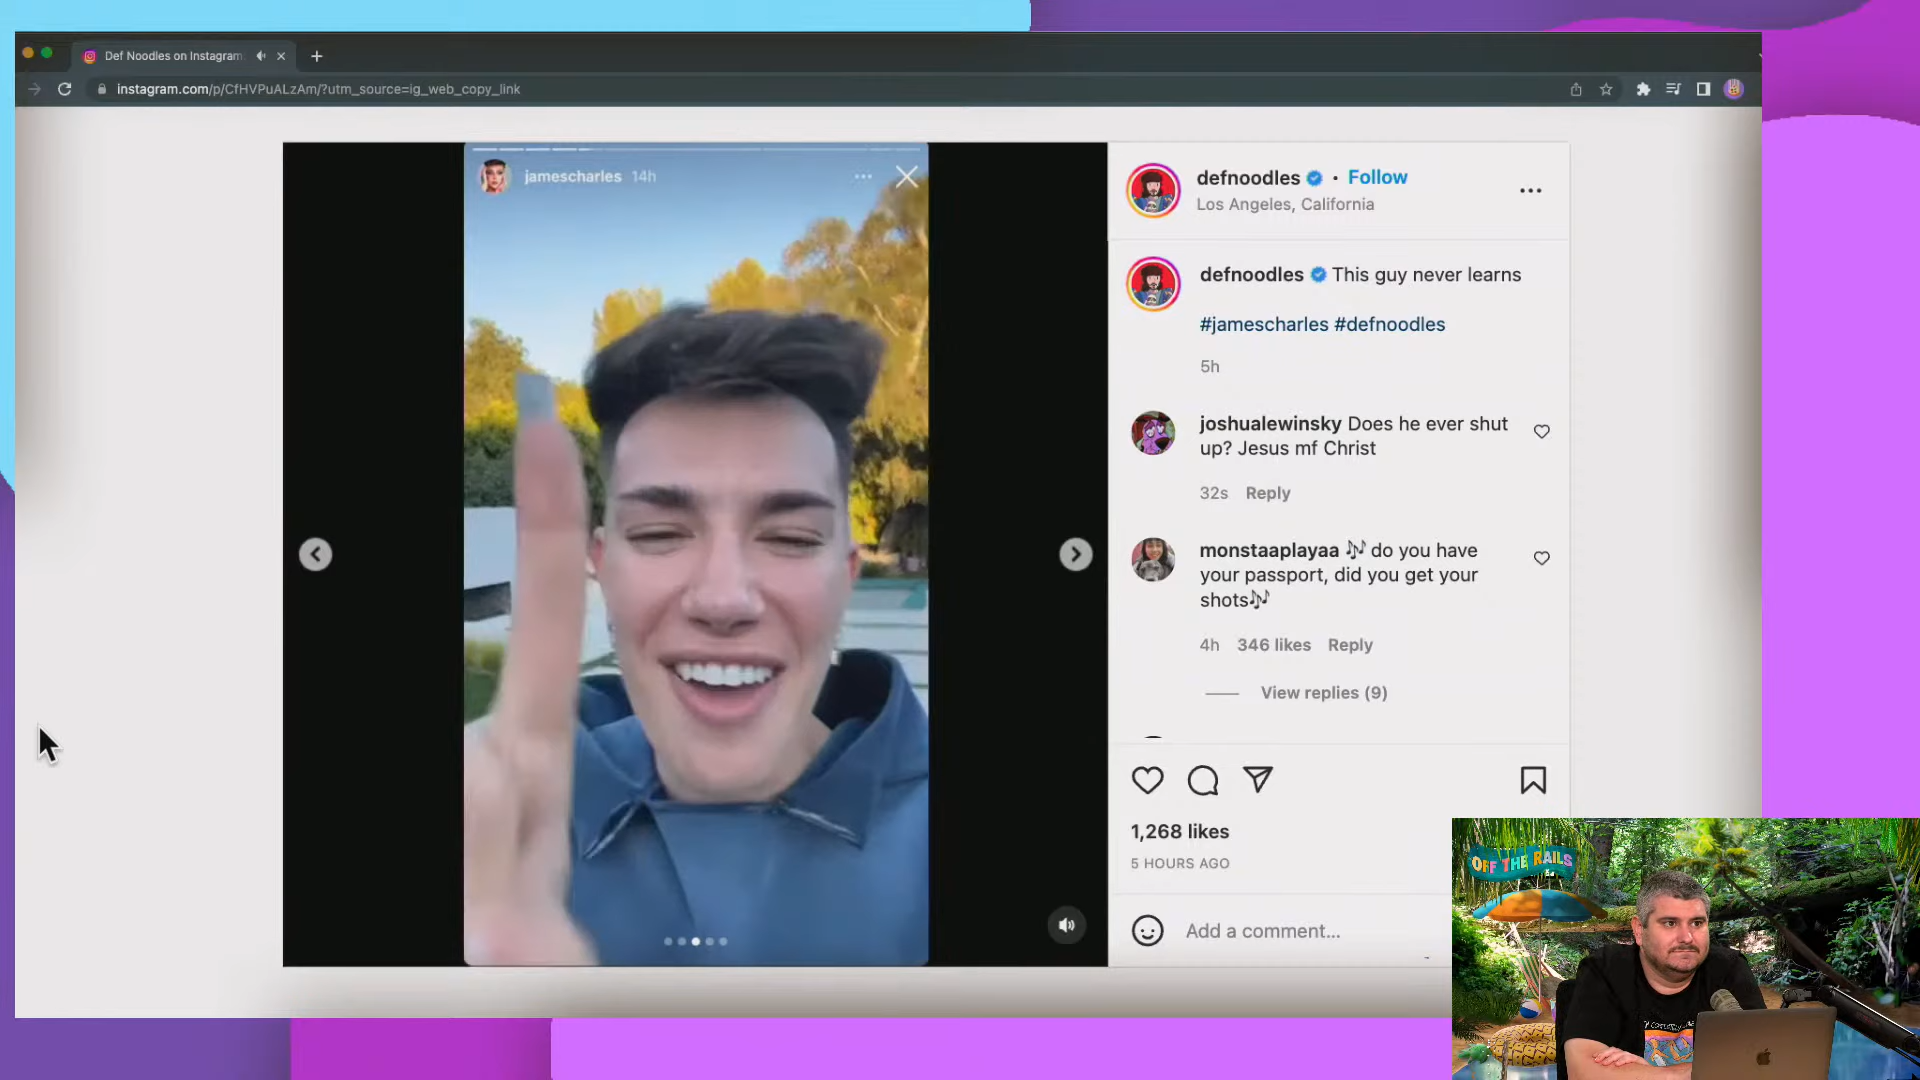 Def Noodles on Instagram
instagram.com/p/CfHVPuALzAm/?utm_source=ig_web_copy_link
jamescharles 14h
defnoodles • Follow
Los Angeles, California
defnoodles This guy never learns
#jamescharles #defnoodles
5h
joshualewinsky Does he ever shut
up? Jesus mf Christ
32s Reply
monstaaplayaa 🎶 do you have
your passport, did you get your
shots🎶
4h 346 likes Reply
View replies (9)
1,268 likes
5 HOURS AGO
Add a comment...
OFF THE RAILS